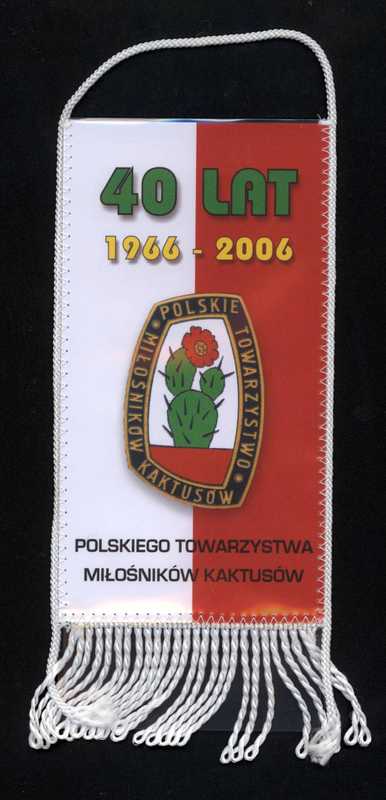 40 LAT
1966 - 2006
• POLSKIE TOWARZYSTWO •
MIŁOŚNIKÓW KAKTUSÓW
POLSKIEGO TOWARZYSTWA
MIŁOŚNIKÓW KAKTUSÓW